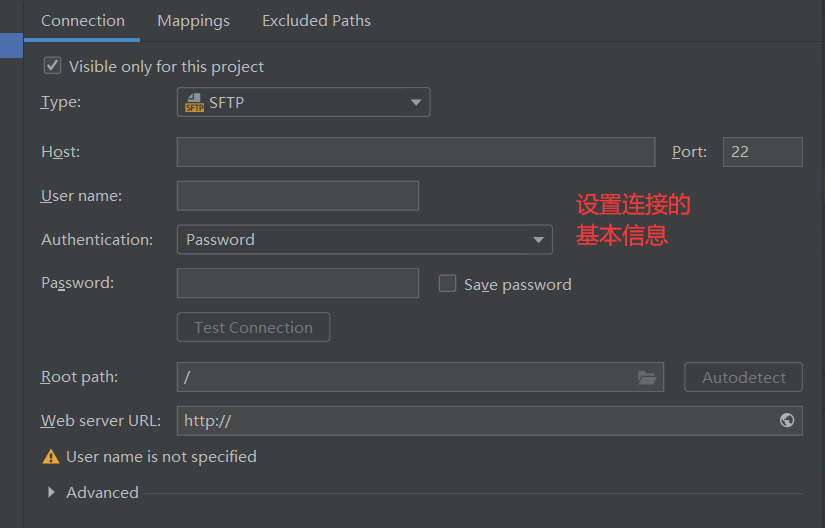 Connection Mappings Excluded Paths
Visible only for this project
Type: SFTP SFTP
Host: Port: 22
User name:
设置连接的
基本信息
Authentication: Password
Password: Save password
Test Connection
Root path: / Autodetect
Web server URL: http://
User name is not specified
Advanced